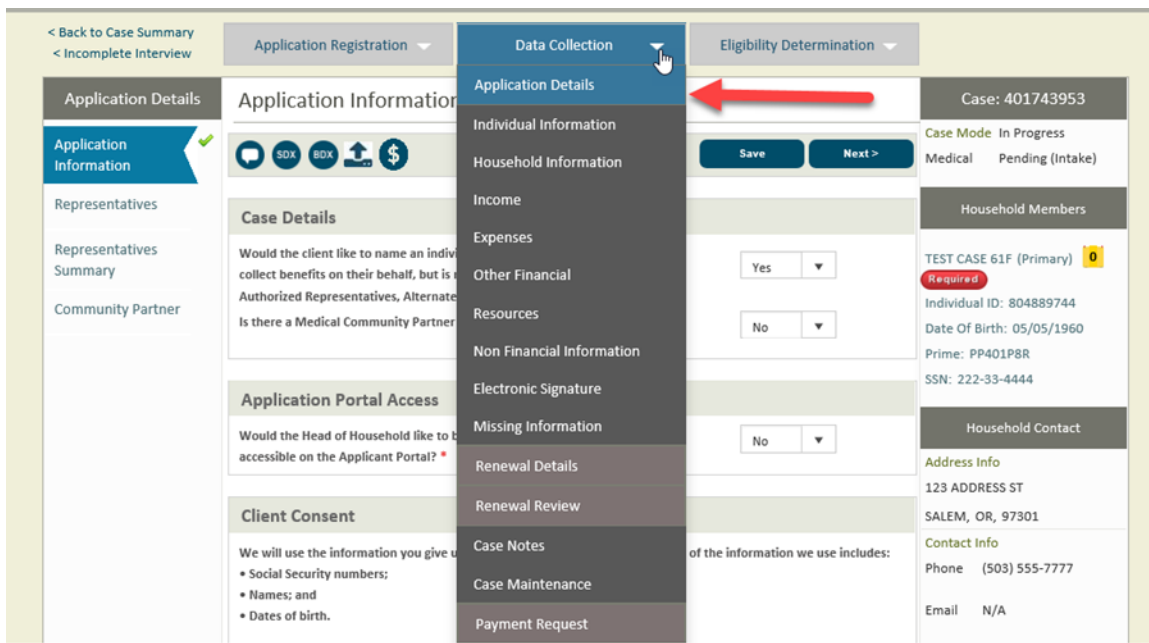 < Back to Case Summary
< Incomplete Interview
Application Registration
Data Collection
Eligibility Determination
Application Details
Application
Information
Representatives
Representatives
Summary
Community Partner
Application Information
SDX
BDX
$
Save
Next >
Case Details
Would the client like to name an indivi
collect benefits on their behalf, but is
Authorized Representatives, Alternate
Yes
Is there a Medical Community Partner
No
Application Portal Access
Would the Head of Household like to b
accessible on the Applicant Portal? *
No
Client Consent
We will use the information you give u
of the information we use includes:
• Social Security numbers;
• Names; and
• Dates of birth.
Application Details
Individual Information
Household Information
Income
Expenses
Other Financial
Resources
Non Financial Information
Electronic Signature
Missing Information
Renewal Details
Renewal Review
Case Notes
Case Maintenance
Payment Request
Case: 401743953
Case Mode In Progress
Medical Pending (Intake)
Household Members
TEST CASE 61F (Primary) 0
Required
Individual ID: 804889744
Date Of Birth: 05/05/1960
Prime: PP401P8R
SSN: 222-33-4444
Household Contact
Address Info
123 ADDRESS ST
SALEM, OR, 97301
Contact Info
Phone (503) 555-7777
Email N/A